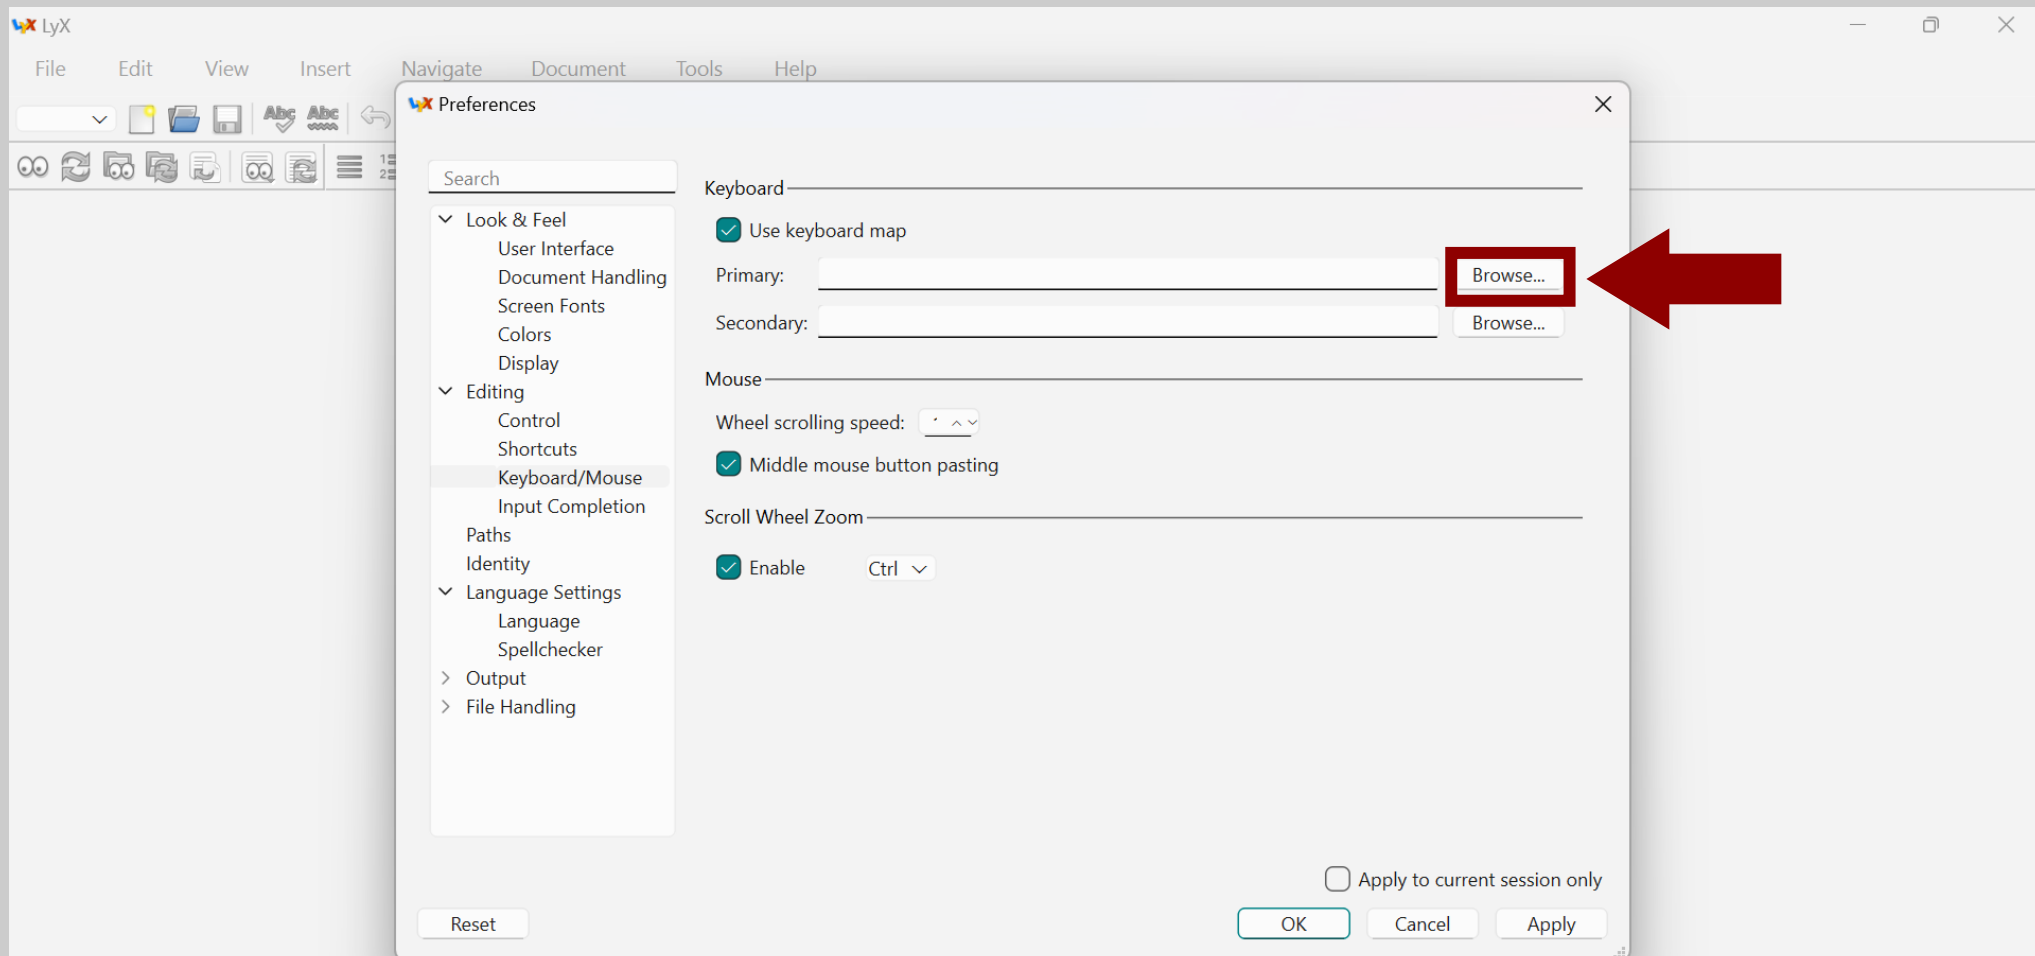 LyX
File Edit View Insert Navigate Document Tools Help
Preferences
Abc Abc
Search
Look & Feel
User Interface
Document Handling
Screen Fonts
Colors
Display
Editing
Control
Shortcuts
Keyboard/Mouse
Input Completion
Paths
Identity
Language Settings
Language
Spellchecker
Output
File Handling
Keyboard
Use keyboard map
Primary: Browse...
Secondary: Browse...
Mouse
Wheel scrolling speed:
Middle mouse button pasting
Scroll Wheel Zoom
Enable Ctrl
Apply to current session only
Reset OK Cancel Apply